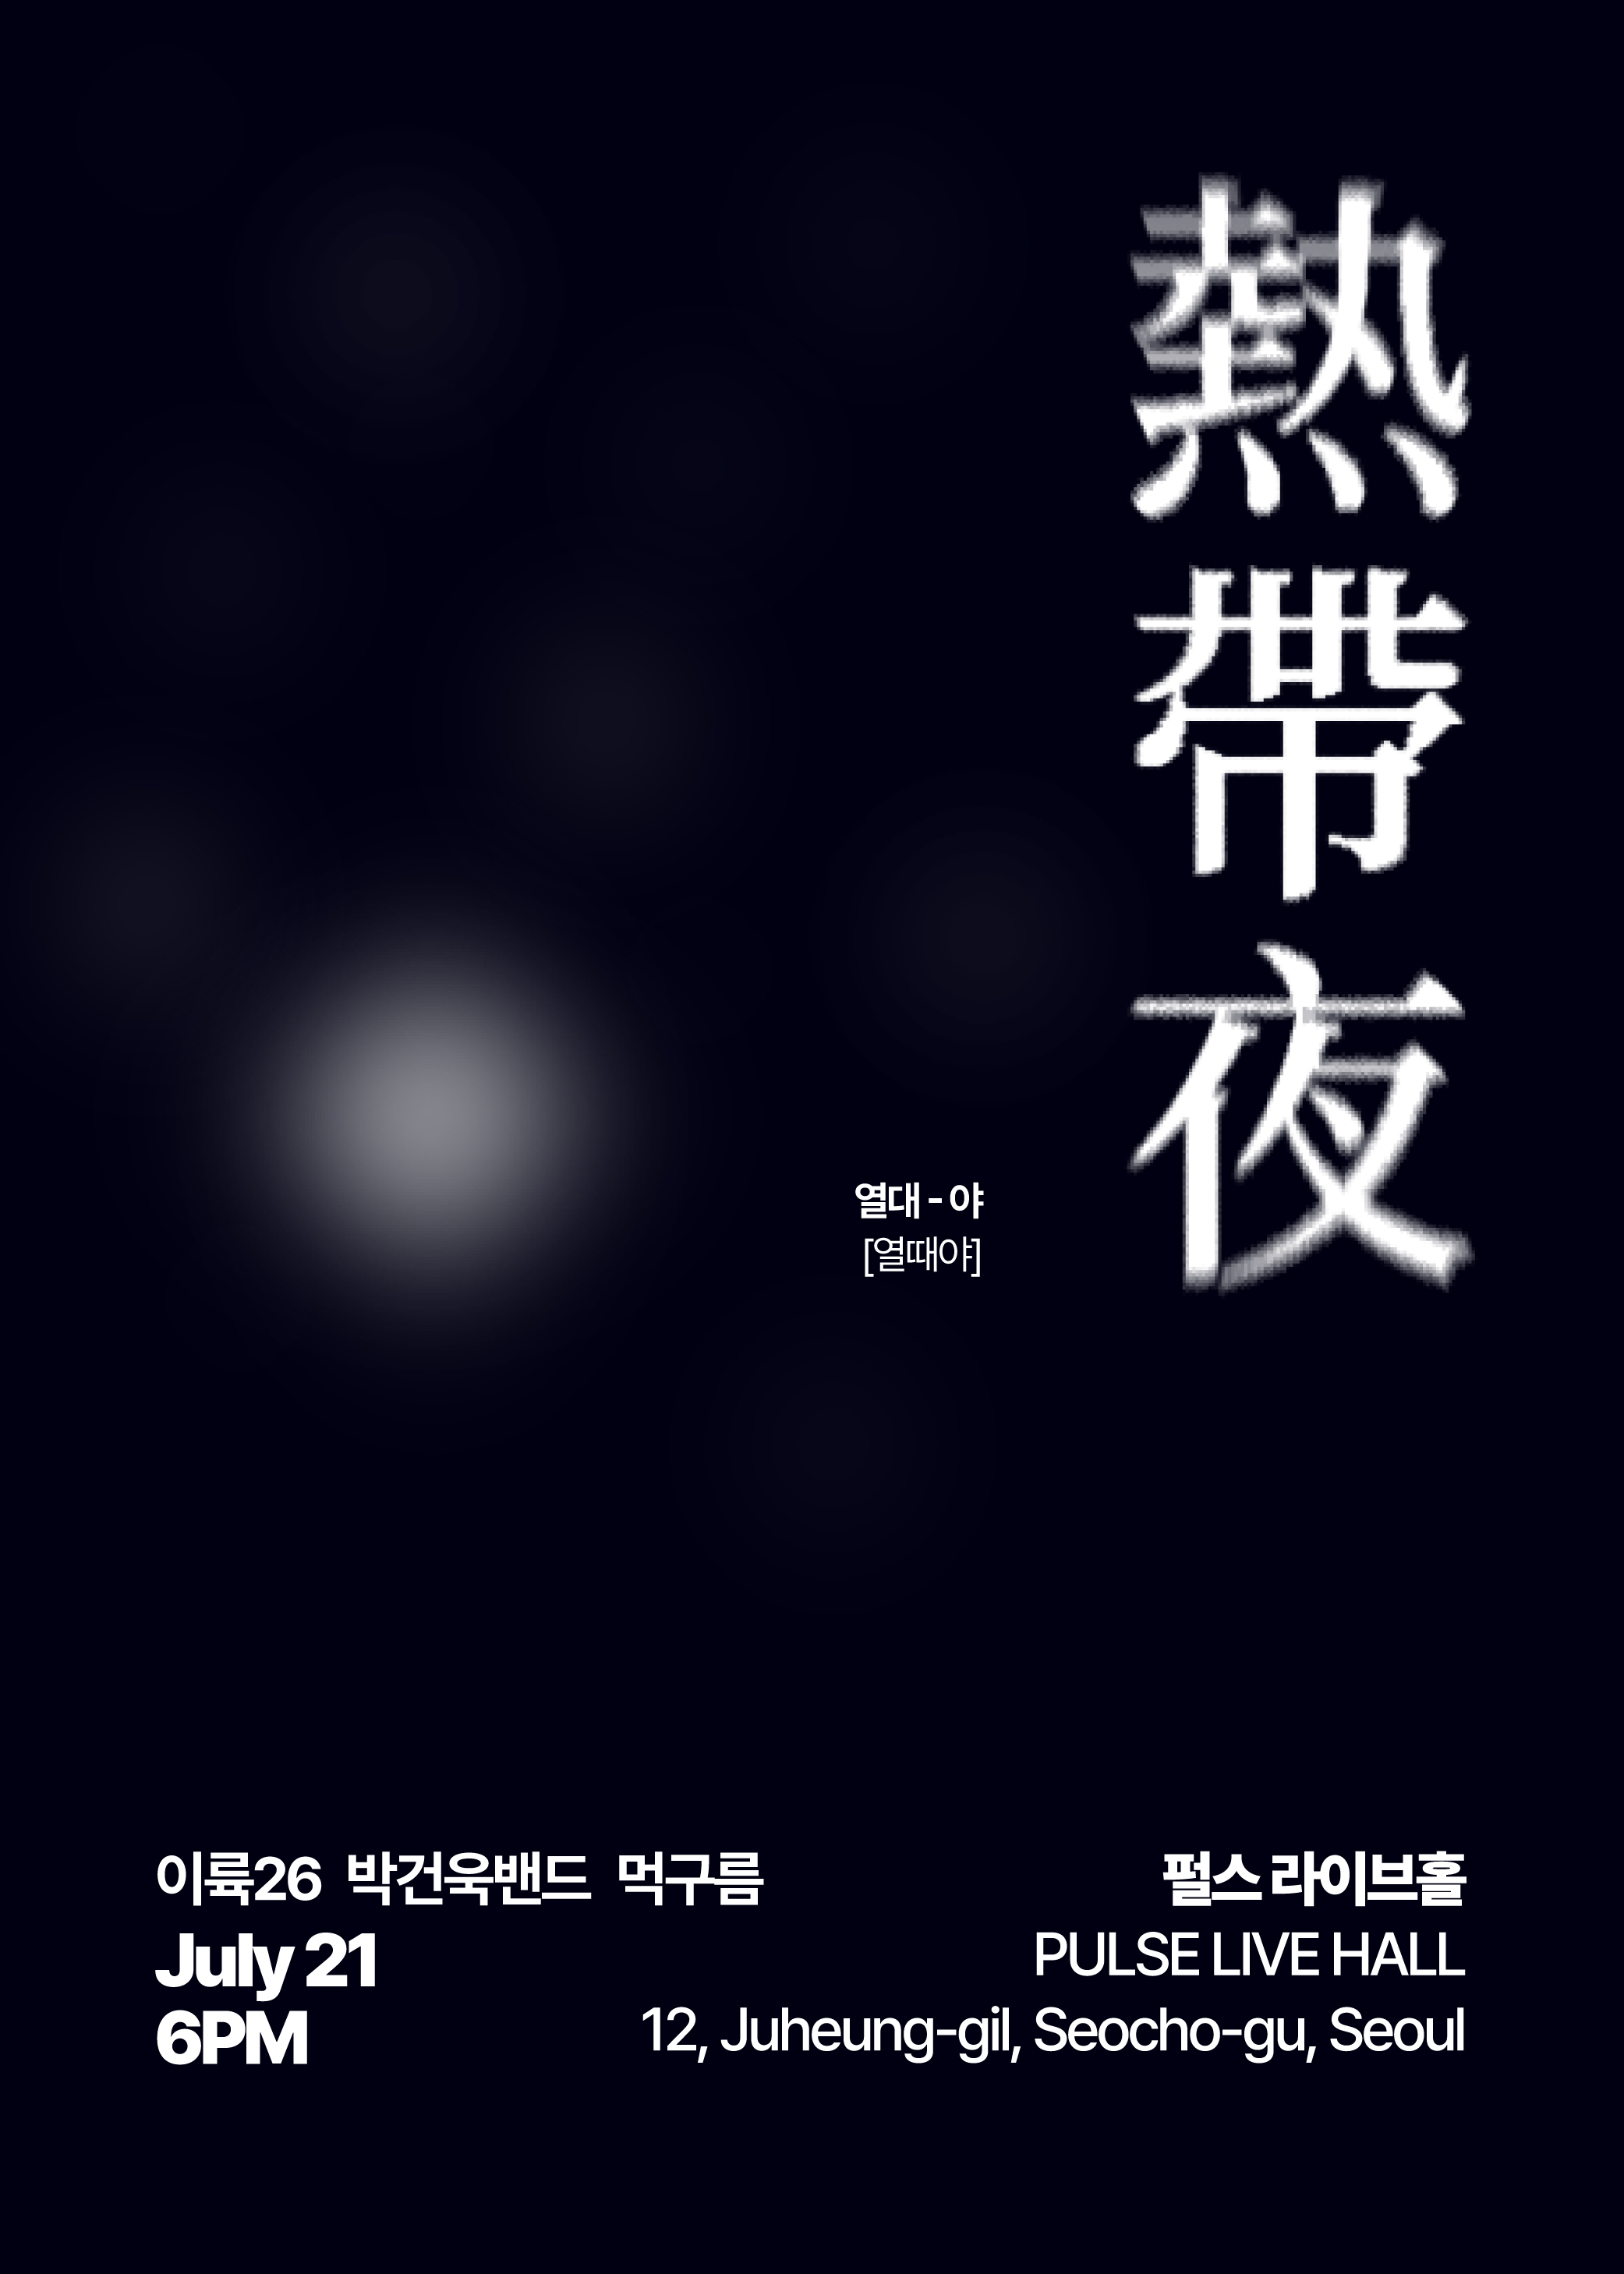 熱帶夜
열대-야
[열때야]
이륙26 박건욱밴드 먹구름
July 21
6PM
펄스 라이브홀
PULSE LIVE HALL
12, Juheung-gil, Seocho-gu, Seoul